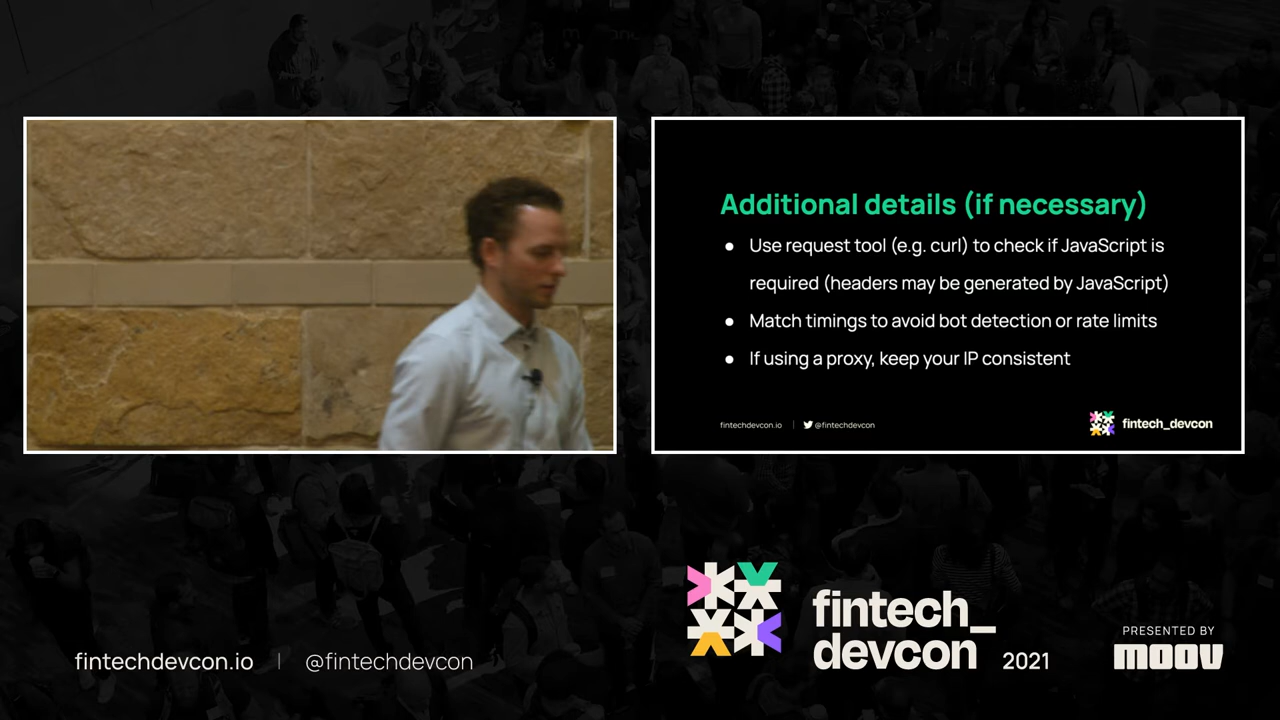 Additional details (if necessary)
● Use request tool (e.g. curl) to check if JavaScript is
required (headers may be generated by JavaScript)
● Match timings to avoid bot detection or rate limits
● If using a proxy, keep your IP consistent
fintechdevcon.io | @fintechdevcon
fintech_devcon
fintechdevcon.io | @fintechdevcon
fintech_
devcon 2021
PRESENTED BY
moov